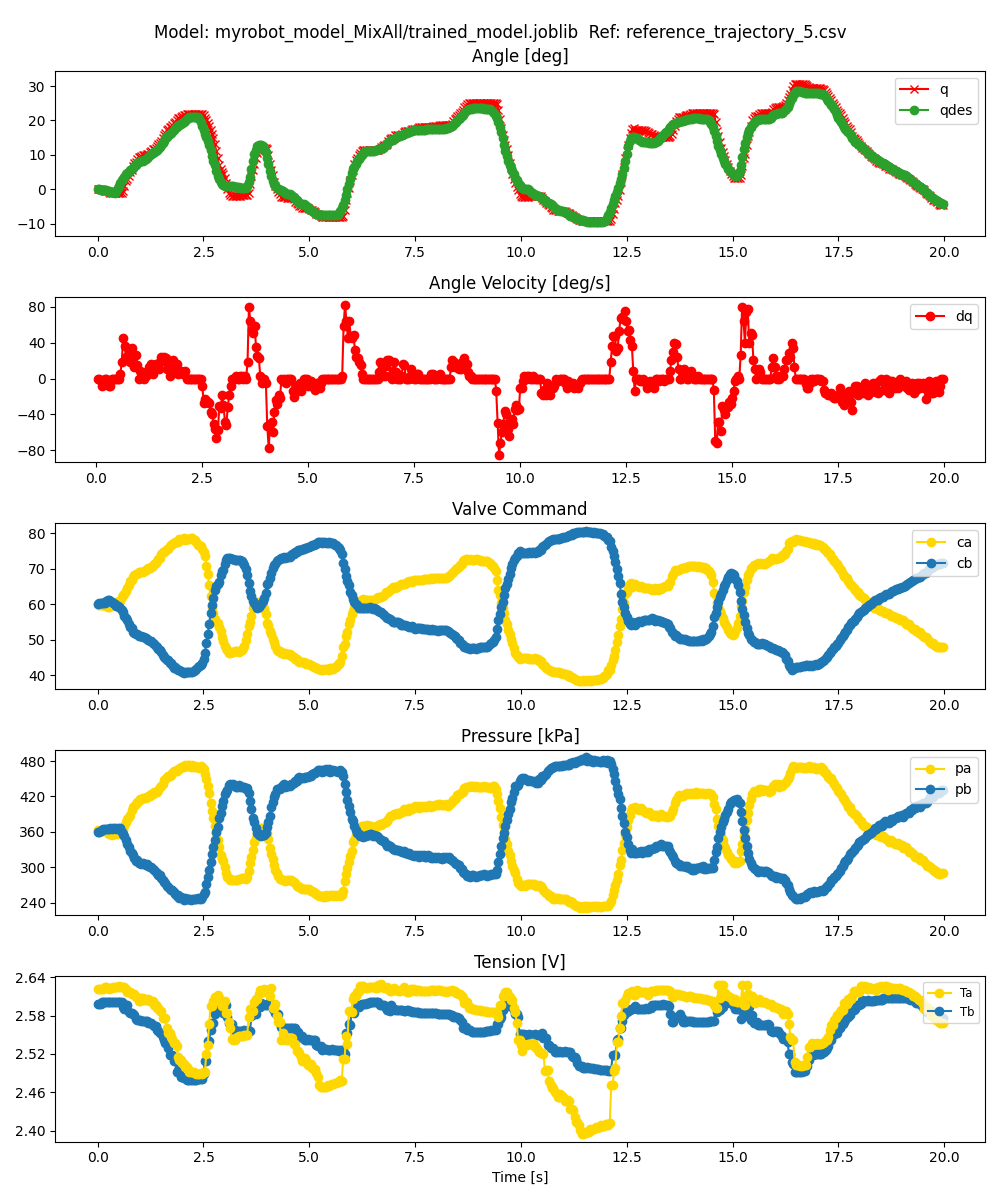 Model: myrobot_model_MixAll/trained_model.joblib  Ref: reference_trajectory_5.csv
Angle [deg]
30
20
10
0
−10
q
qdes
0.0 2.5 5.0 7.5 10.0 12.5 15.0 17.5 20.0
Angle Velocity [deg/s]
80
40
0
−40
−80
dq
0.0 2.5 5.0 7.5 10.0 12.5 15.0 17.5 20.0
Valve Command
80
70
60
50
40
ca
cb
0.0 2.5 5.0 7.5 10.0 12.5 15.0 17.5 20.0
Pressure [kPa]
480
420
360
300
240
pa
pb
0.0 2.5 5.0 7.5 10.0 12.5 15.0 17.5 20.0
Tension [V]
2.64
2.58
2.52
2.46
2.40
Ta
Tb
0.0 2.5 5.0 7.5 10.0 12.5 15.0 17.5 20.0
Time [s]